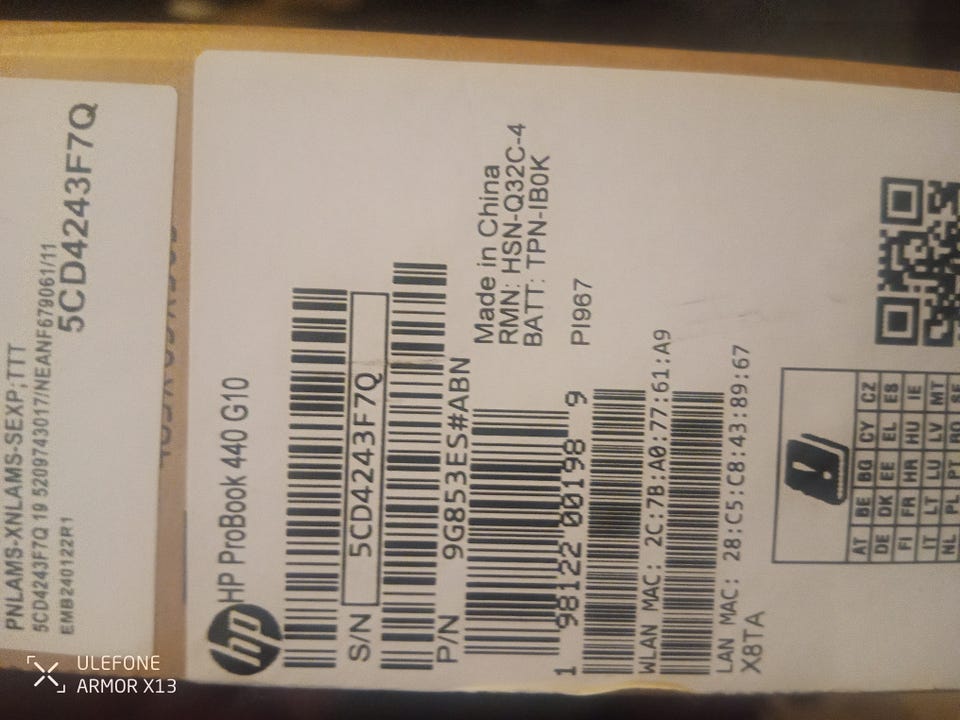 PNLAMS-XNLAMS-SEXP;TTT
5CD4243F7Q 19 5209743017/NEANF679061/11
5CD4243F7Q
EMB240122R1
hp
HP ProBook 440 G10
S/N 5CD4243F7Q
P/N 9G853ES#ABN
Made in China
RMN: HSN-Q32C-4
BATT: TPN-IB0K
1 98122 00198 9
PI967
WLAN MAC: 2C:7B:A0:77:61:A9
LAN MAC: 28:C5:C8:43:89:67
X8TA
AT BE BG CY CZ
DE DK EE EL ES
FI FR HR HU IE
IT LT LU LV MT
NL PL PT RO SE
ULEFONE
ARMOR X13